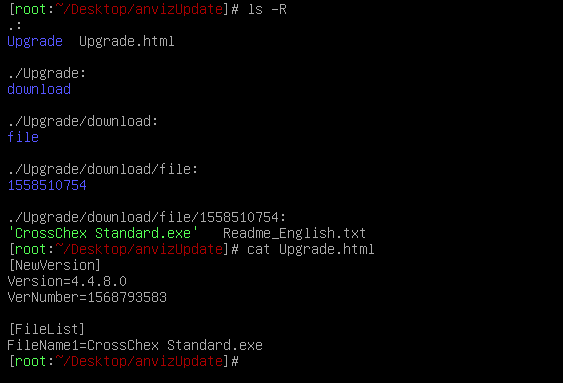 [root:~/Desktop/anvizUpdate]# ls -R
.:
Upgrade  Upgrade.html

./Upgrade:
download

./Upgrade/download:
file

./Upgrade/download/file:
1558510754

./Upgrade/download/file/1558510754:
'CrossChex Standard.exe'   Readme_English.txt
[root:~/Desktop/anvizUpdate]# cat Upgrade.html
[NewVersion]
Version=4.4.8.0
VerNumber=1568793583

[FileList]
FileName1=CrossChex Standard.exe
[root:~/Desktop/anvizUpdate]#